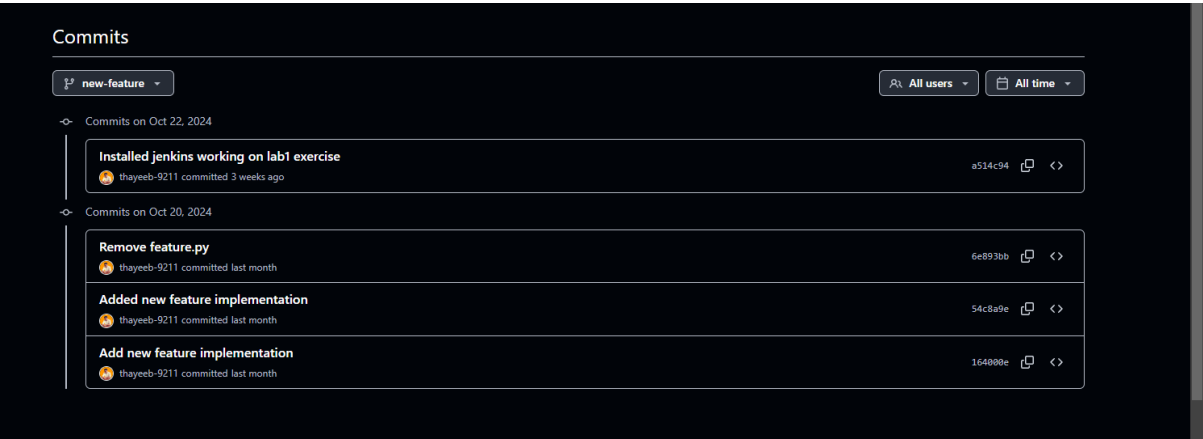 Commits
new-feature
All users
All time
Commits on Oct 22, 2024
Installed jenkins working on lab1 exercise
a514c94
thayeeb-9211 committed 3 weeks ago
Commits on Oct 20, 2024
Remove feature.py
6e893bb
thayeeb-9211 committed last month
Added new feature implementation
54c8a9e
thayeeb-9211 committed last month
Add new feature implementation
164000e
thayeeb-9211 committed last month